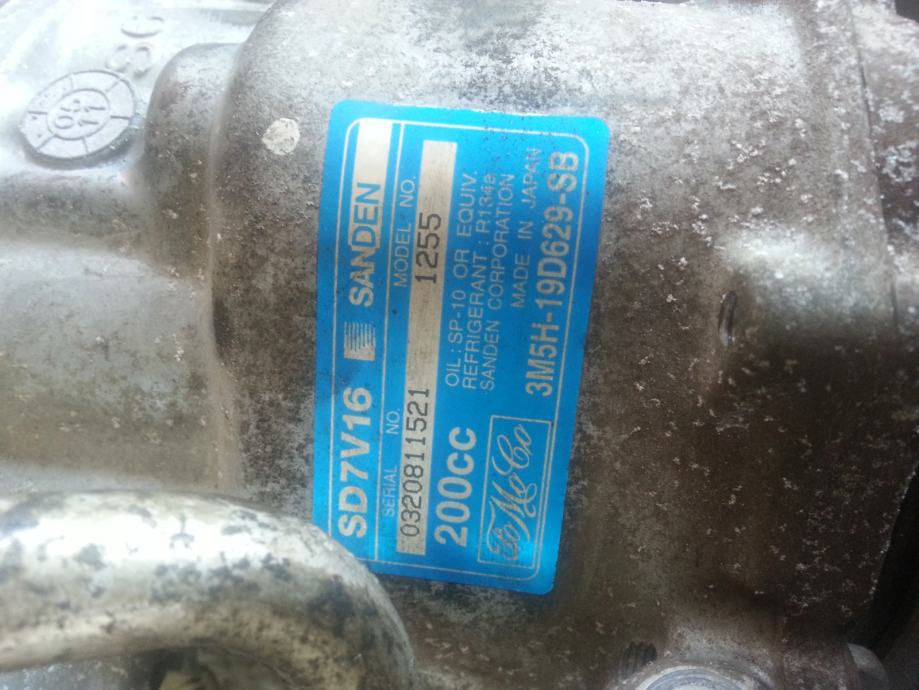 SD7V16 SANDEN
SERIAL NO. MODEL NO.
0320811521 1255
200CC
OIL : SP-10 OR EQUIV.
REFRIGERANT : R134a
SANDEN CORPORATION
MADE IN JAPAN
FoMoCo
3M5H-19D629-SB
SC